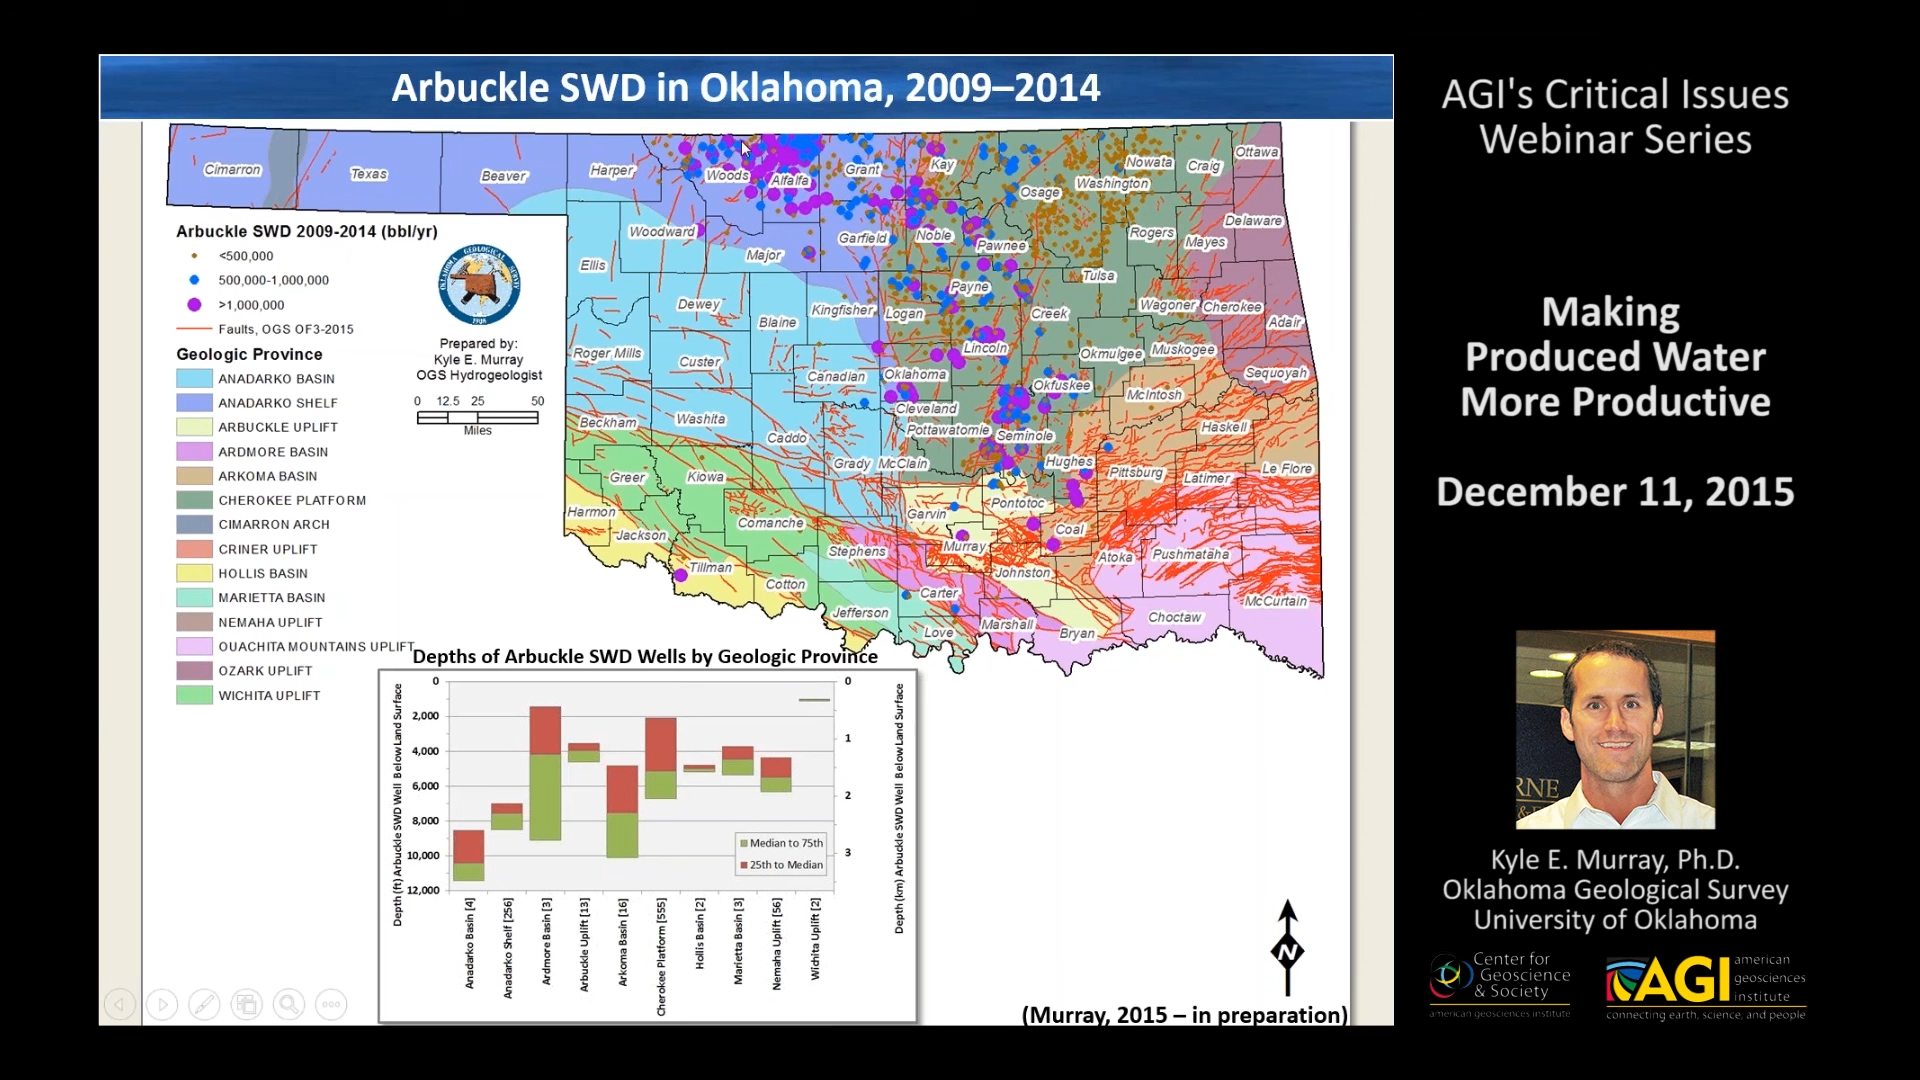 Arbuckle SWD in Oklahoma, 2009–2014
Cimarron
Texas
Beaver
Harper
Woods
Alfalfa
Grant
Kay
Osage
Washington
Nowata
Craig
Ottawa
Woodward
Major
Garfield
Noble
Pawnee
Rogers
Mayes
Delaware
Ellis
Dewey
Blaine
Kingfisher
Logan
Payne
Creek
Tulsa
Wagoner
Cherokee
Adair
Roger Mills
Custer
Canadian
Oklahoma
Lincoln
Okfuskee
Okmulgee
Muskogee
McIntosh
Sequoyah
Beckham
Washita
Caddo
Grady
McClain
Cleveland
Pottawatomie
Seminole
Hughes
Pittsburg
Haskell
Latimer
Le Flore
Greer
Kiowa
Harmon
Jackson
Comanche
Tillman
Cotton
Stephens
Garvin
Murray
Pontotoc
Coal
Johnston
Atoka
Pushmataha
Jefferson
Carter
Love
Marshall
Bryan
Choctaw
McCurtain
Arbuckle SWD 2009-2014 (bbl/yr)
<500,000
500,000-1,000,000
>1,000,000
Faults, OGS OF3-2015
Geologic Province
ANADARKO BASIN
ANADARKO SHELF
ARBUCKLE UPLIFT
ARDMORE BASIN
ARKOMA BASIN
CHEROKEE PLATFORM
CIMARRON ARCH
CRINER UPLIFT
HOLLIS BASIN
MARIETTA BASIN
NEMAHA UPLIFT
OUACHITA MOUNTAINS UPLIFT
OZARK UPLIFT
WICHITA UPLIFT
OKLAHOMA GEOLOGICAL SURVEY
1908
Prepared by:
Kyle E. Murray
OGS Hydrogeologist
0 12.5 25 50
Miles
Depths of Arbuckle SWD Wells by Geologic Province
Depth (ft) Arbuckle SWD Well Below Land Surface
0
2,000
4,000
6,000
8,000
10,000
12,000
0
1
2
3
Depth (km) Arbuckle SWD Well Below Land Surface
Median to 75th
25th to Median
Anadarko Basin [4]
Anadarko Shelf [256]
Ardmore Basin [3]
Arbuckle Uplift [13]
Arkoma Basin [16]
Cherokee Platform [555]
Hollis Basin [2]
Marietta Basin [3]
Nemaha Uplift [56]
Wichita Uplift [2]
N
(Murray, 2015 – in preparation)
AGI's Critical Issues
Webinar Series
Making
Produced Water
More Productive
December 11, 2015
RNE
Kyle E. Murray, Ph.D.
Oklahoma Geological Survey
University of Oklahoma
Center for
Geoscience
& Society
american geosciences institute
AGI
american
geosciences
institute
connecting earth, science, and people